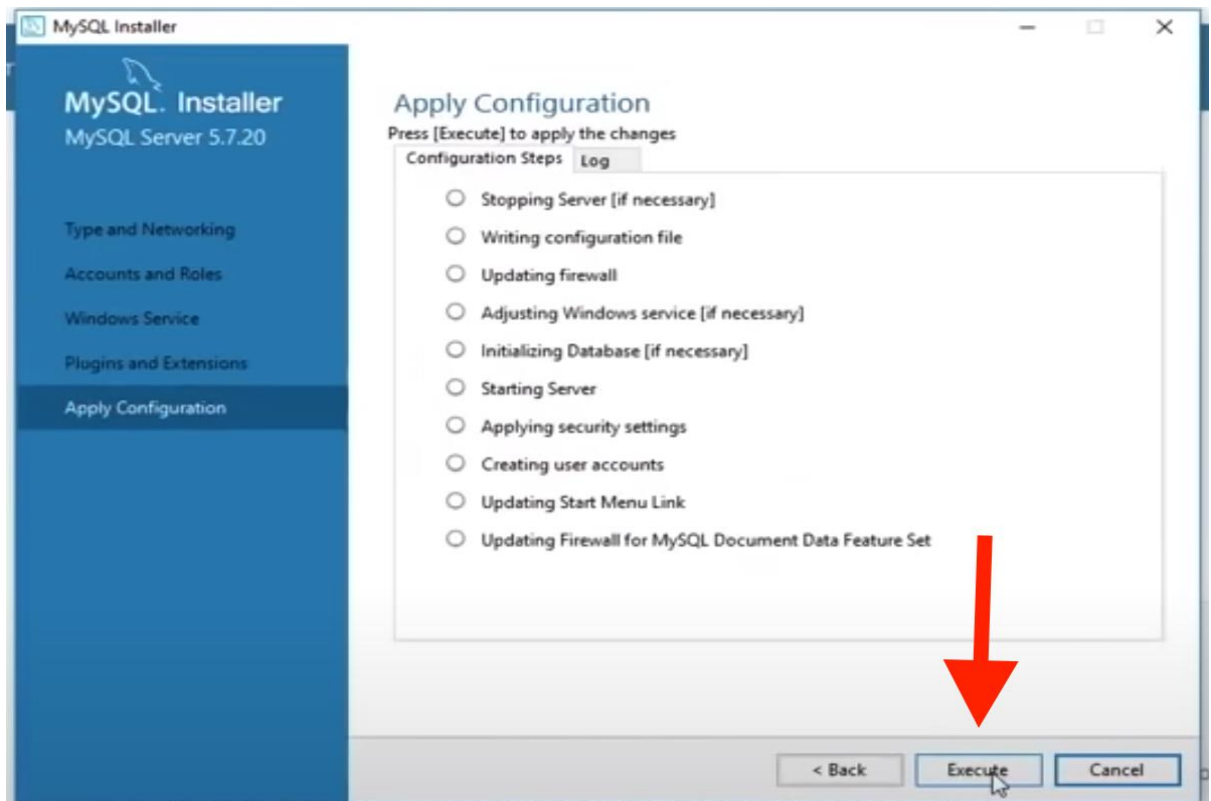 MySQL Installer
MySQL. Installer
MySQL Server 5.7.20
Type and Networking
Accounts and Roles
Windows Service
Plugins and Extensions
Apply Configuration
Apply Configuration
Press [Execute] to apply the changes
Configuration Steps
Log
Stopping Server [if necessary]
Writing configuration file
Updating firewall
Adjusting Windows service [if necessary]
Initializing Database [if necessary]
Starting Server
Applying security settings
Creating user accounts
Updating Start Menu Link
Updating Firewall for MySQL Document Data Feature Set
< Back
Execute
Cancel